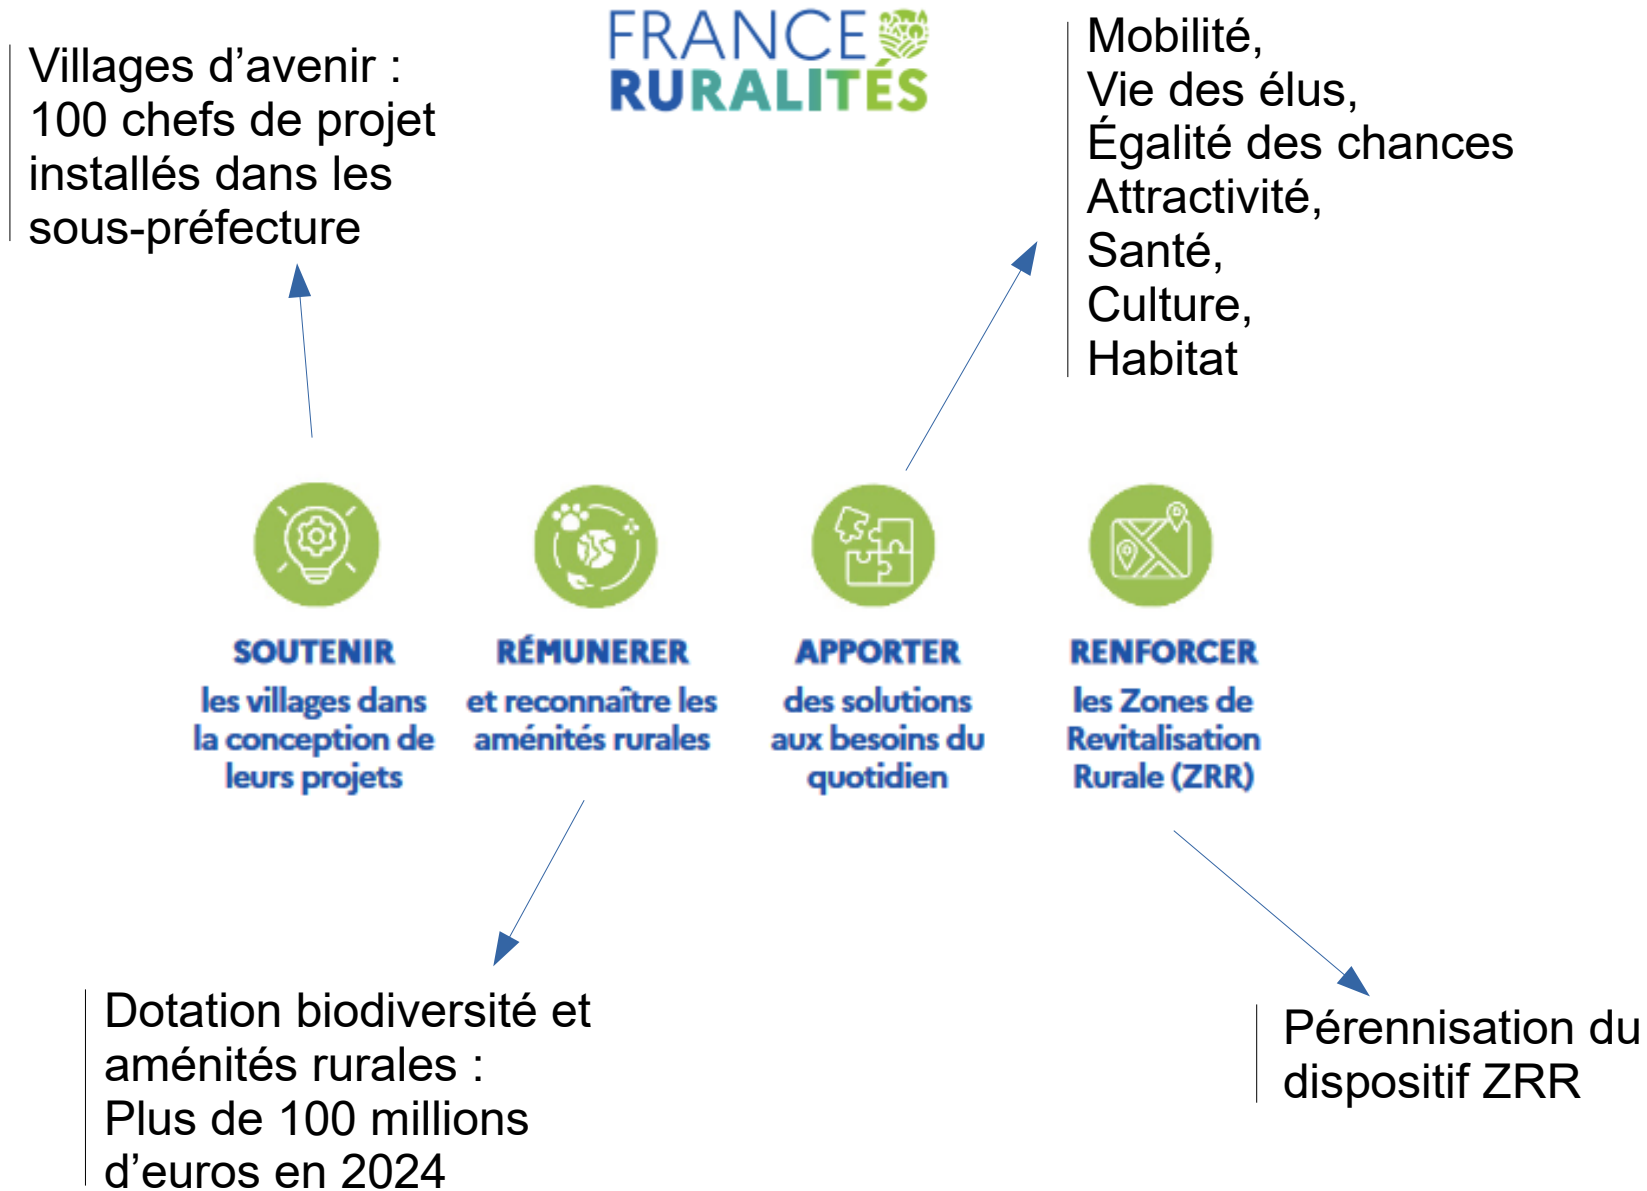 FRANCE
RURALITÉS
Villages d’avenir :
100 chefs de projet
installés dans les
sous-préfecture
Mobilité,
Vie des élus,
Égalité des chances
Attractivité,
Santé,
Culture,
Habitat
SOUTENIR
les villages dans
la conception de
leurs projets
RÉMUNERER
et reconnaître les
aménités rurales
APPORTER
des solutions
aux besoins du
quotidien
RENFORCER
les Zones de
Revitalisation
Rurale (ZRR)
Dotation biodiversité et
aménités rurales :
Plus de 100 millions
d’euros en 2024
Pérennisation du
dispositif ZRR